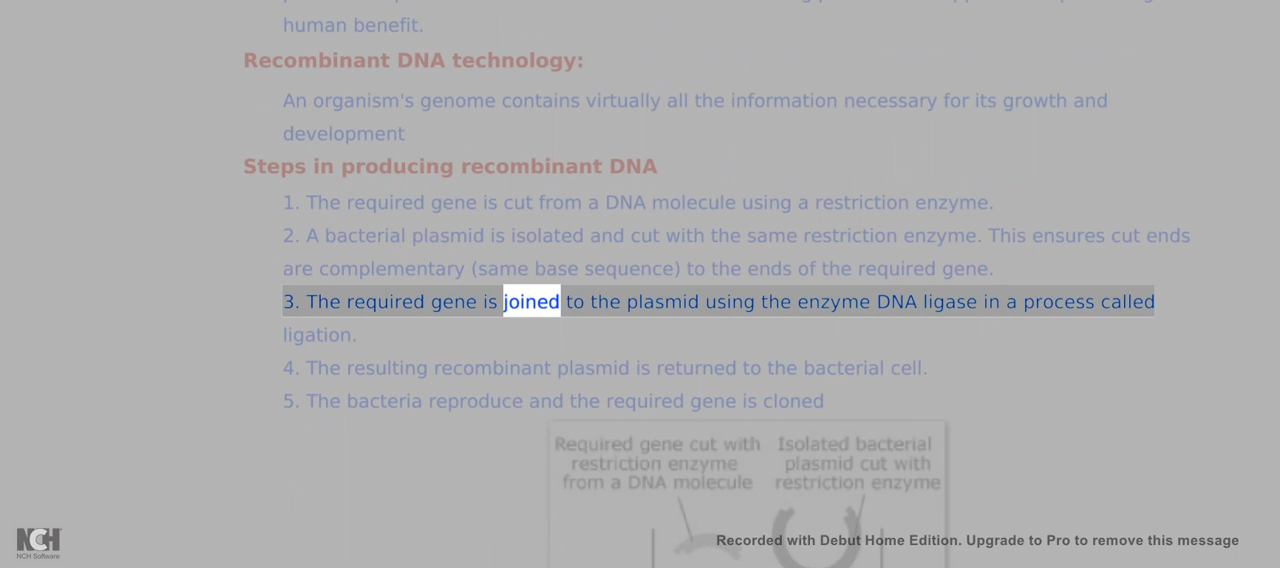 human benefit.
Recombinant DNA technology:
An organism's genome contains virtually all the information necessary for its growth and
development
Steps in producing recombinant DNA
1. The required gene is cut from a DNA molecule using a restriction enzyme.
2. A bacterial plasmid is isolated and cut with the same restriction enzyme. This ensures cut ends
are complementary (same base sequence) to the ends of the required gene.
3. The required gene is joined to the plasmid using the enzyme DNA ligase in a process called
ligation.
4. The resulting recombinant plasmid is returned to the bacterial cell.
5. The bacteria reproduce and the required gene is cloned
Required gene cut with
restriction enzyme
from a DNA molecule
Isolated bacterial
plasmid cut with
restriction enzyme
NCH
NCH Software
Recorded with Debut Home Edition. Upgrade to Pro to remove this message